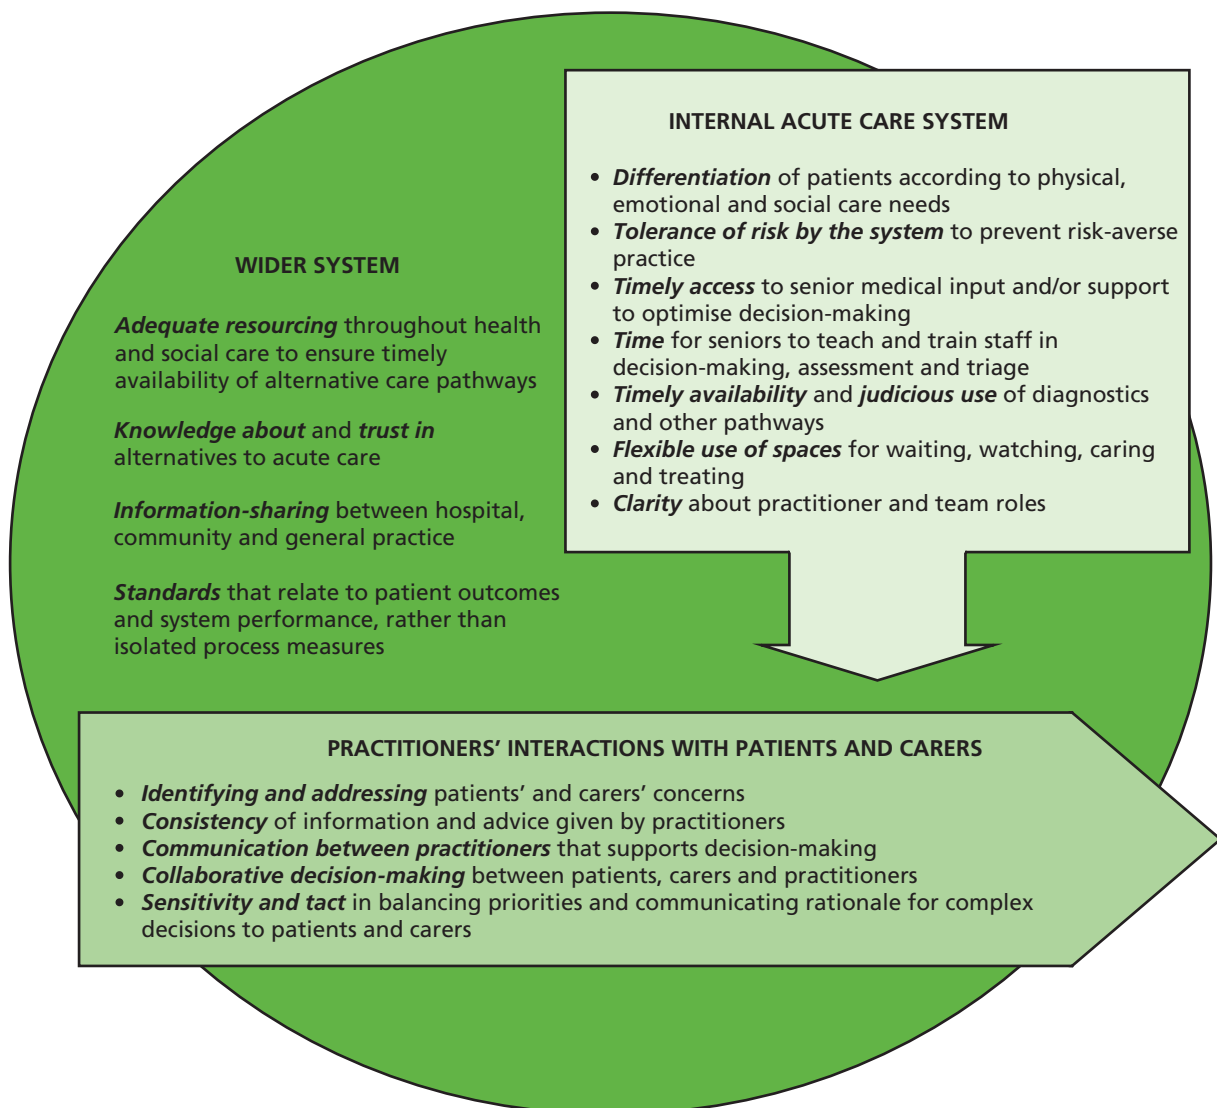 INTERNAL ACUTE CARE SYSTEM
• Differentiation of patients according to physical,
emotional and social care needs
• Tolerance of risk by the system to prevent risk-averse
practice
• Timely access to senior medical input and/or support
to optimise decision-making
• Time for seniors to teach and train staff in
decision-making, assessment and triage
• Timely availability and judicious use of diagnostics
and other pathways
• Flexible use of spaces for waiting, watching, caring
and treating
• Clarity about practitioner and team roles
WIDER SYSTEM
Adequate resourcing throughout health
and social care to ensure timely
availability of alternative care pathways
Knowledge about and trust in
alternatives to acute care
Information-sharing between hospital,
community and general practice
Standards that relate to patient outcomes
and system performance, rather than
isolated process measures
PRACTITIONERS’ INTERACTIONS WITH PATIENTS AND CARERS
• Identifying and addressing patients’ and carers’ concerns
• Consistency of information and advice given by practitioners
• Communication between practitioners that supports decision-making
• Collaborative decision-making between patients, carers and practitioners
• Sensitivity and tact in balancing priorities and communicating rationale for complex
decisions to patients and carers